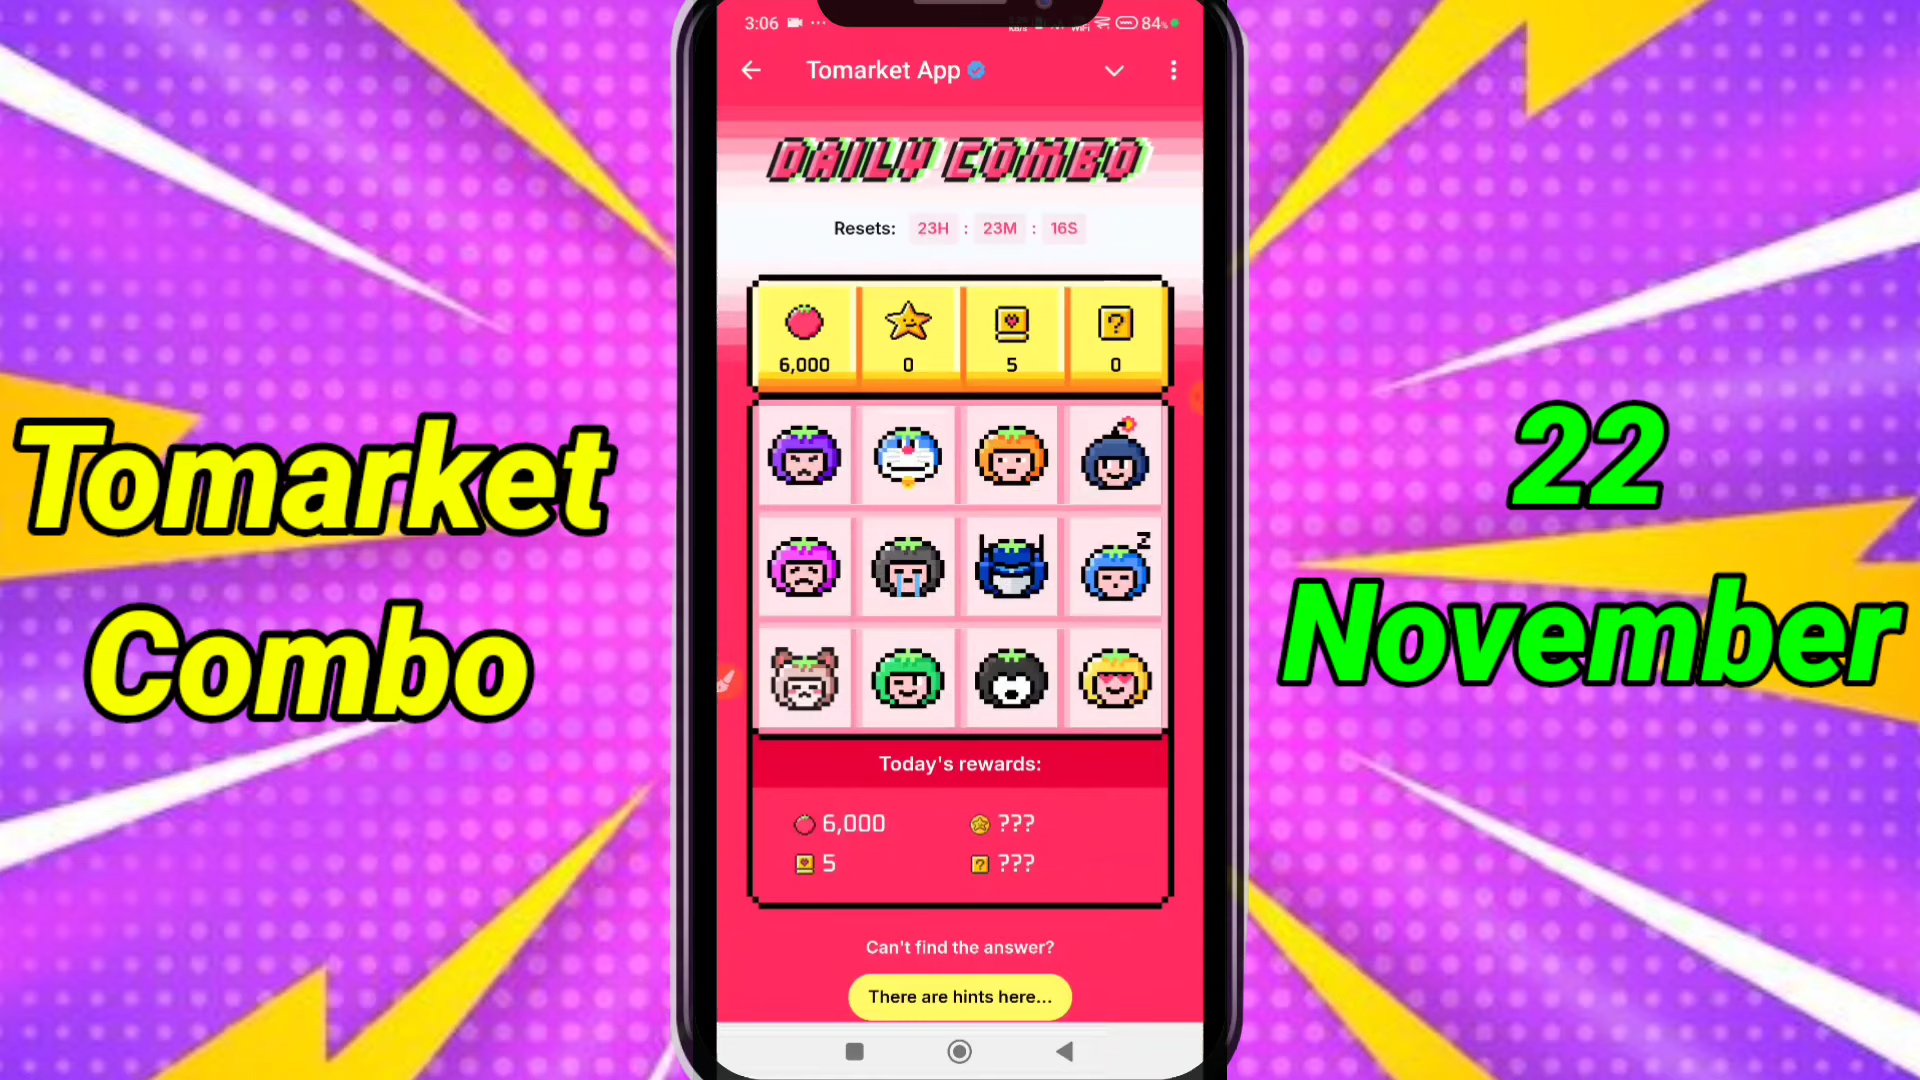 3:06 ... 84%
Tomarket App
DAILY COMBO
Resets: 23H : 23M : 16S
6,000 0 5 0
Z
Tomarket
Combo
22
November
Today's rewards:
6,000 ???
5 ???
Can't find the answer?
There are hints here...